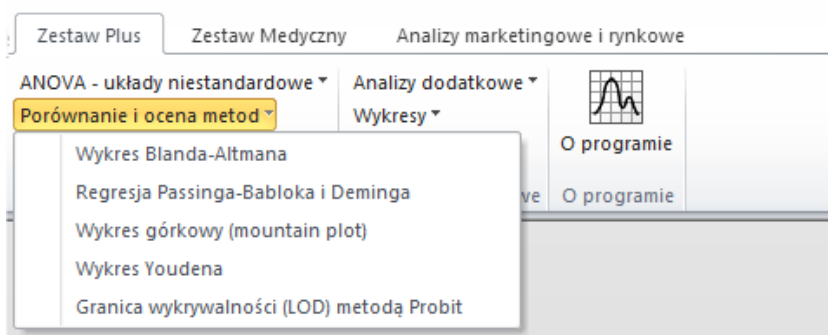 Zestaw Plus
Zestaw Medyczny
Analizy marketingowe i rynkowe
ANOVA - układy niestandardowe
Analizy dodatkowe
Porównanie i ocena metod
Wykresy
O programie
Wykres Blanda-Altmana
Regresja Passinga-Babloka i Deminga
ve
O programie
Wykres górkowy (mountain plot)
Wykres Youdena
Granica wykrywalności (LOD) metodą Probit